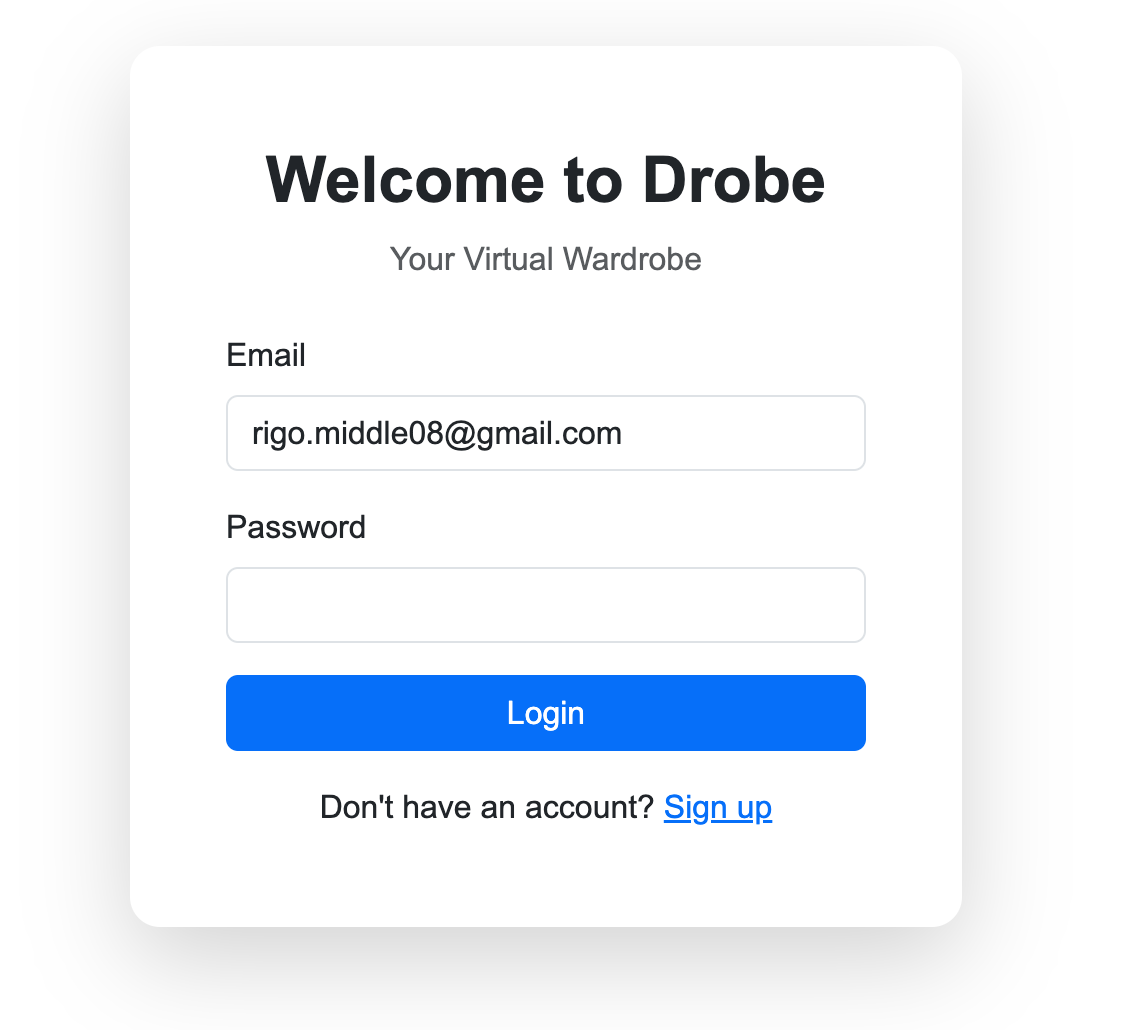 Welcome to Drobe
Your Virtual Wardrobe
Email
rigo.middle08@gmail.com
Password
Login
Don't have an account? Sign up